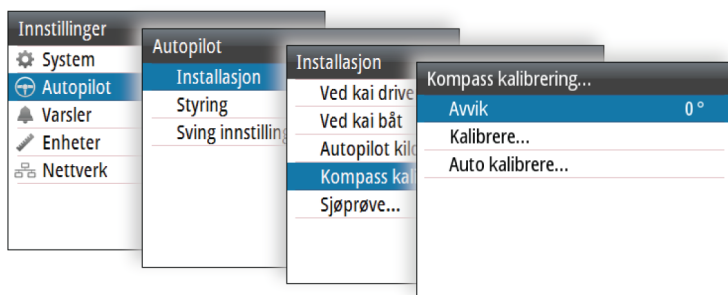 Innstillinger
System
Autopilot
Varsler
Enheter
Nettverk
Autopilot
Installasjon
Styring
Sving innstilling
Installasjon
Ved kai drive
Ved kai båt
Autopilot kild
Kompass kali
Sjøprøve...
Kompass kalibrering...
Avvik 0 °
Kalibrere...
Auto kalibrere...